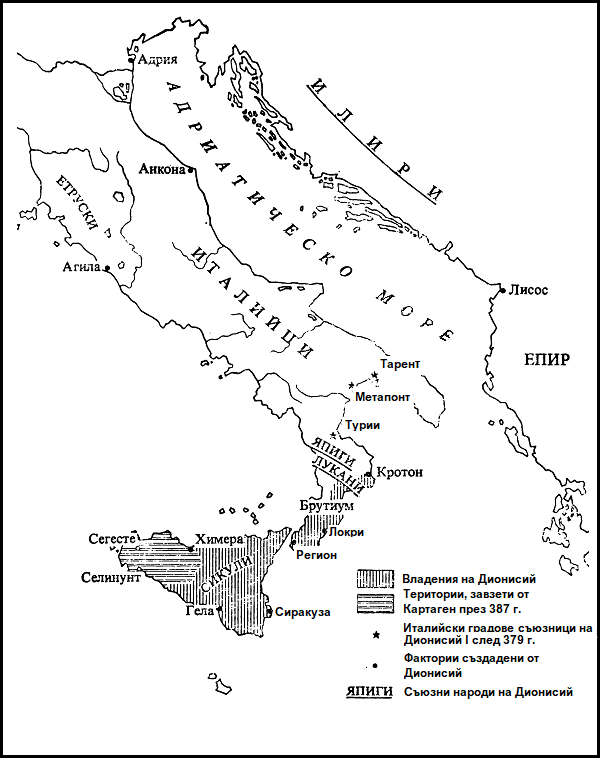 Адрия
АДРИАТИЧЕСКО МОРЕ
ИЛИРИ
Анкона
ЕТРУСКИ
Агила
ИТАЛИЙЦИ
Лисос
ЕПИР
Тарент
Метапонт
Турии
ЯПИГИ
ЛУКАНИ
Кротон
Брутиум
Локри
Регион
Сегесте
Химера
СИКУЛИ
Селинунт
Гела
Сиракуза
Владения на Дионисий
Територии, завзети от
Картаген през 387 г.
Италийски градове съюзници на
Дионисий I след 379 г.
Фактории създадени от
Дионисий
ЯПИГИ Съюзни народи на Дионисий